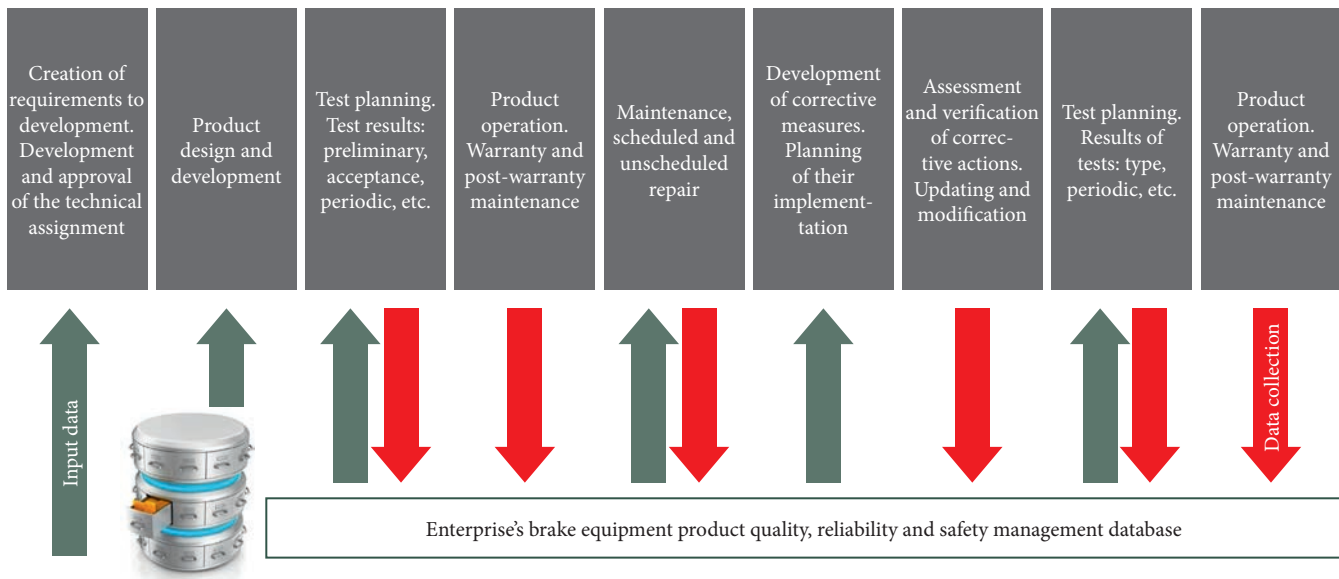 Creation of
requirements to
development.
Development
and approval
of the technical
assignment
Product
design and
development
Test planning.
Test results:
preliminary,
acceptance,
periodic, etc.
Product
operation.
Warranty and
post-warranty
maintenance
Maintenance,
scheduled and
unscheduled
repair
Development
of corrective
measures.
Planning
of their
implement-
tation
Assessment
and verification
of correc-
tive actions.
Updating and
modification
Test planning.
Results of
tests: type,
periodic, etc.
Product
operation.
Warranty and
post-warranty
maintenance
Input data
Data collection
Enterprise's brake equipment product quality, reliability and safety management database